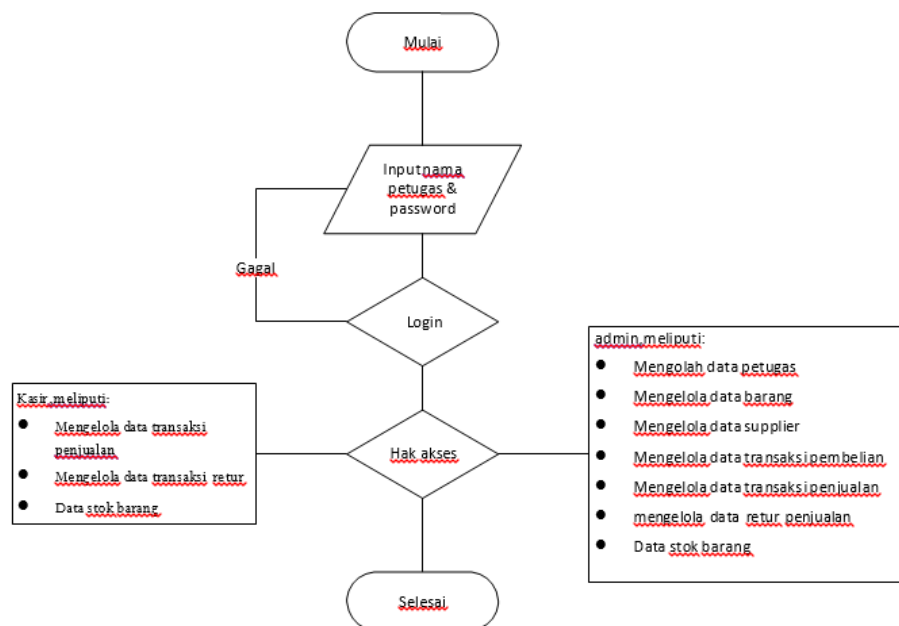 Mulai
Input nama
petugas &
password
Gagal
Login
admin,meliputi:
● Mengolah data petugas
● Mengelola data barang
● Mengelola data supplier
● Mengelola data transaksi pembelian
● Mengelola data transaksi penjualan
● mengelola data retur penjualan
● Data stok barang
Kasir,meliputi:
● Mengelola data transaksi
penjualan
● Mengelola data transaksi retur
● Data stok barang
Hak akses
Selesai